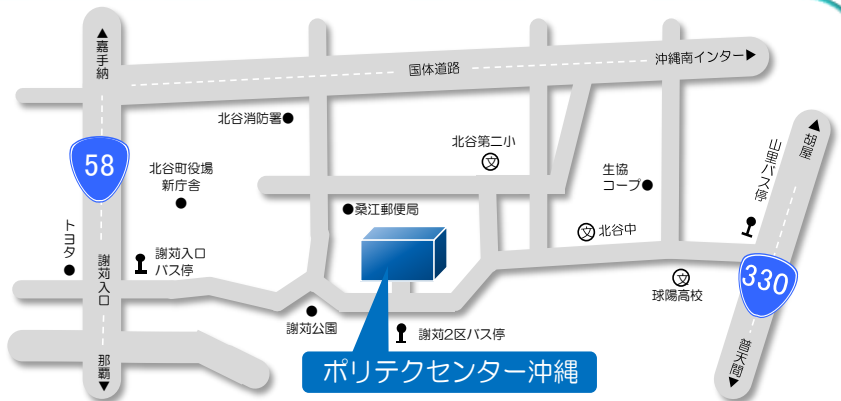 ▲嘉手納
国体道路
沖縄南インター▶
北谷消防署●
北谷第二小
文
▲胡屋
山里バス停
58
北谷町役場
新庁舎
●
生協
コープ●
トヨタ
●
●桑江郵便局
謝苅入口
謝苅入口
バス停
文 北谷中
文
球陽高校
330
謝苅公園
謝苅2区バス停
那覇▼
普天間▼
ポリテクセンター沖縄